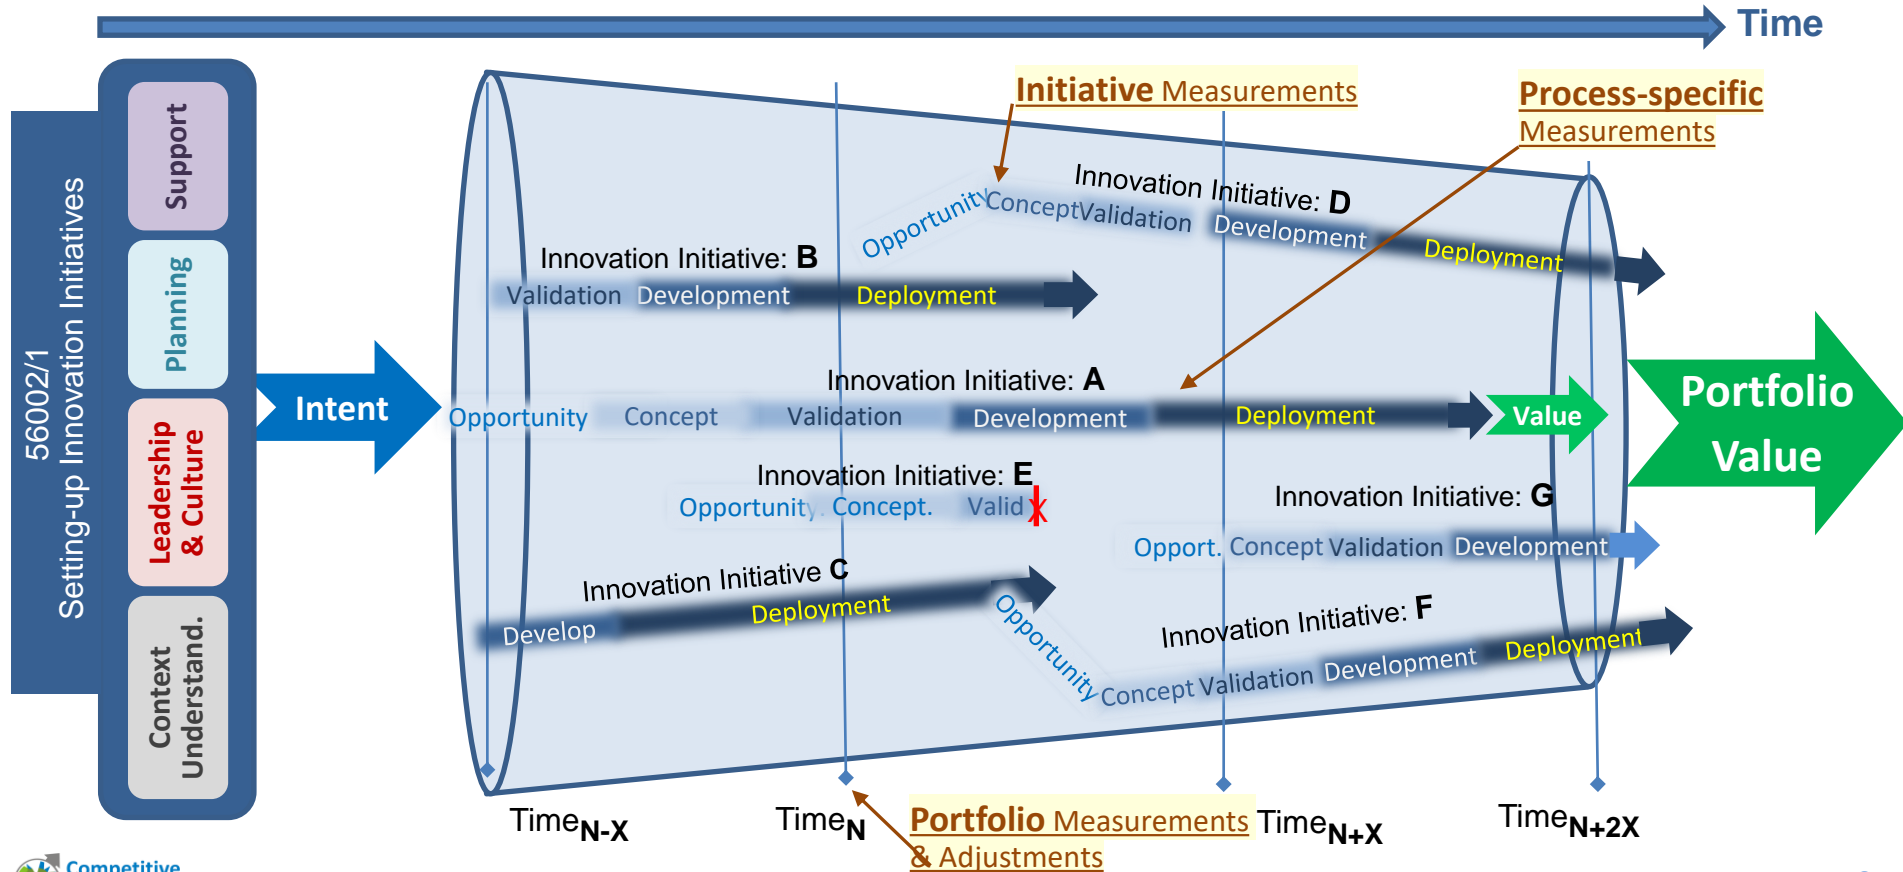 Time
56002/1
Setting-up Innovation Initiatives
Support
Planning
Leadership
& Culture
Context
Understand.
Intent
Initiative Measurements
Process-specific
Measurements
Innovation Initiative: D
Opportunity Concept Validation Development Deployment
Innovation Initiative: B
Validation Development Deployment
Innovation Initiative: A
Opportunity Concept Validation Development Deployment Value
Portfolio
Value
Innovation Initiative: E
Opportunity. Concept. Valid X
Innovation Initiative: G
Opport. Concept Validation Development
Innovation Initiative C
Develop Deployment
Innovation Initiative: F
Opportunity Concept Validation Development Deployment
TimeN-X
TimeN
Portfolio Measurements
& Adjustments
TimeN+X
TimeN+2X
Competitive